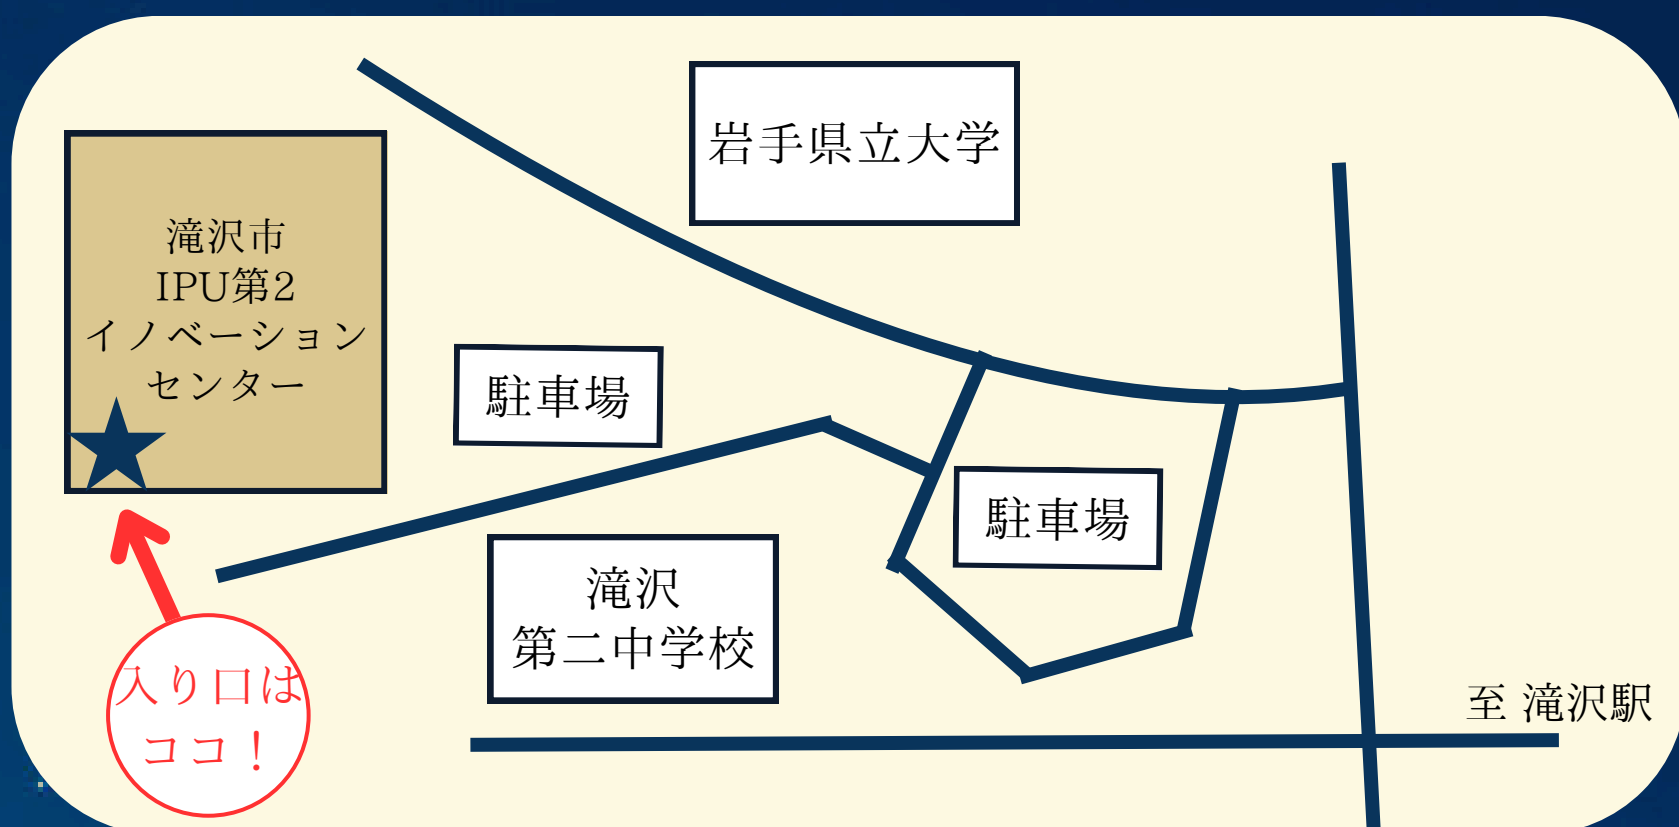 岩手県立大学
滝沢市
IPU第2
イノベーション
センター
駐車場
駐車場
滝沢
第二中学校
入り口は
ココ！
至 滝沢駅